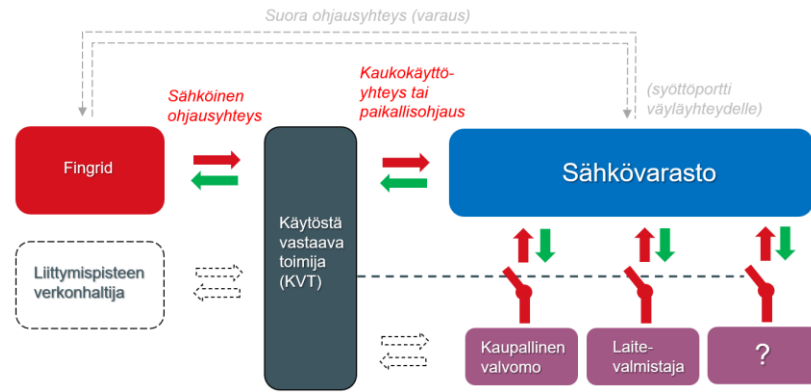 Suora ohjausyhteys (varaus)
Sähköinen
ohjausyhteys
Kaukokäyttö-
yhteys tai
paikallisohjaus
(syöttöportti
väyläyhteydelle)
Fingrid
Käytöstä
vastaava
toimija
(KVT)
Sähkövarasto
Liittymispisteen
verkonhaltija
Kaupallinen
valvomo
Laite-
valmistaja
?